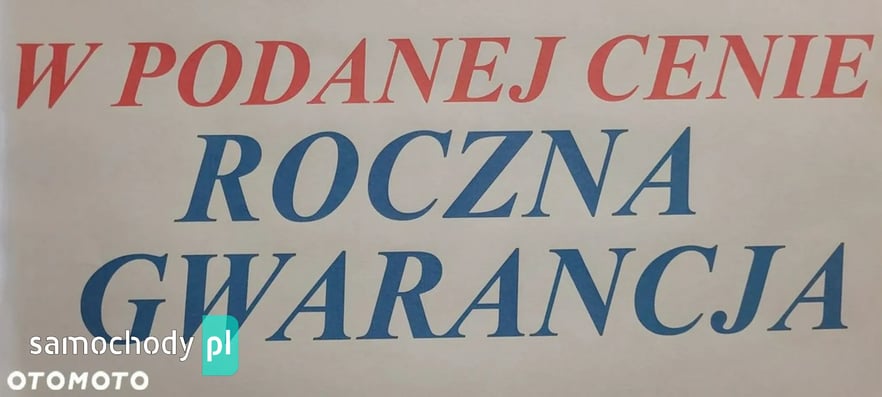 W PODANEJ CENIE
ROCZNA
GWARANCJA
samochody pl
OTOMOTO